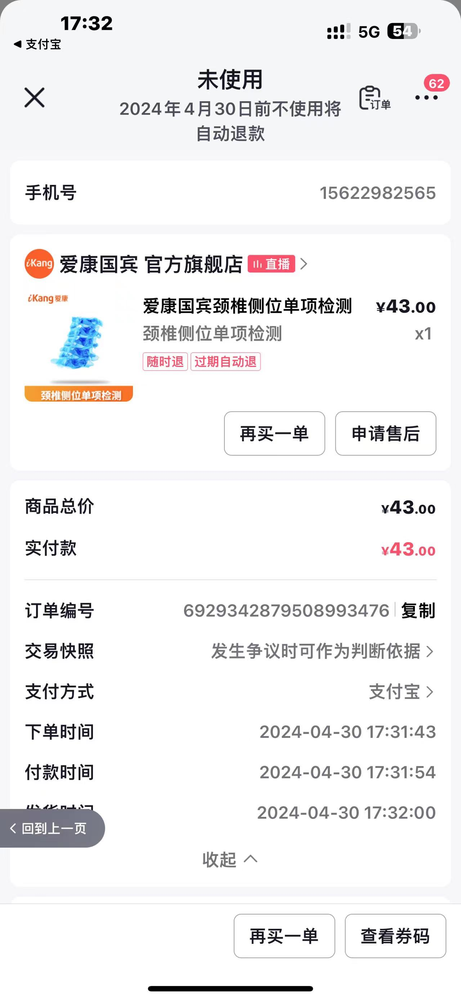 17:32
5G
54
支付宝
未使用
62
订单
2024年4月30日前不使用将
自动退款
手机号
15622982565
iKang
爱康国宾 官方旗舰店
直播
iKang爱康
颈椎侧位单项检测
爱康国宾颈椎侧位单项检测
¥43.00
颈椎侧位单项检测
x1
随时退
过期自动退
再买一单
申请售后
商品总价
¥43.00
实付款
¥43.00
订单编号
6929342879508993476
复制
交易快照
发生争议时可作为判断依据
支付方式
支付宝
下单时间
2024-04-30 17:31:43
付款时间
2024-04-30 17:31:54
发货时间
2024-04-30 17:32:00
回到上一页
收起
再买一单
查看券码